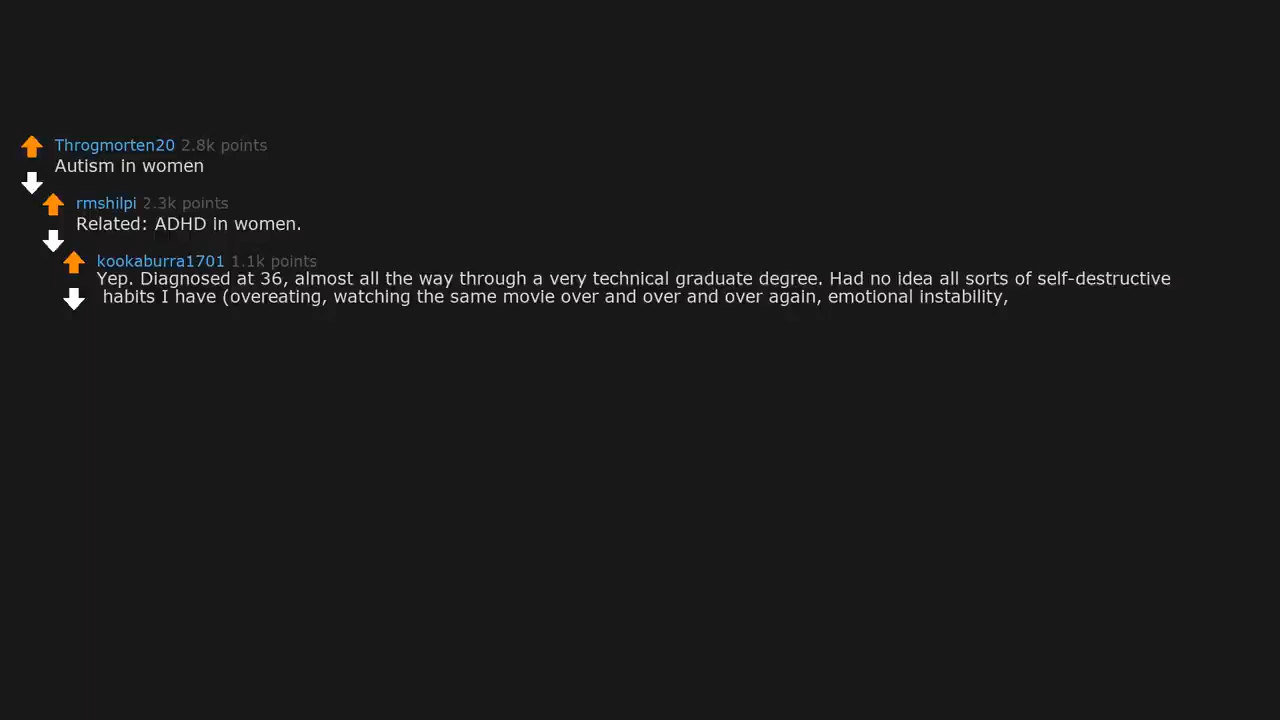 Throgmorten20 2.8k points
Autism in women
rmshilpi 2.3k points
Related: ADHD in women.
kookaburra1701 1.1k points
Yep. Diagnosed at 36, almost all the way through a very technical graduate degree. Had no idea all sorts of self-destructive
habits I have (overeating, watching the same movie over and over and over again, emotional instability,